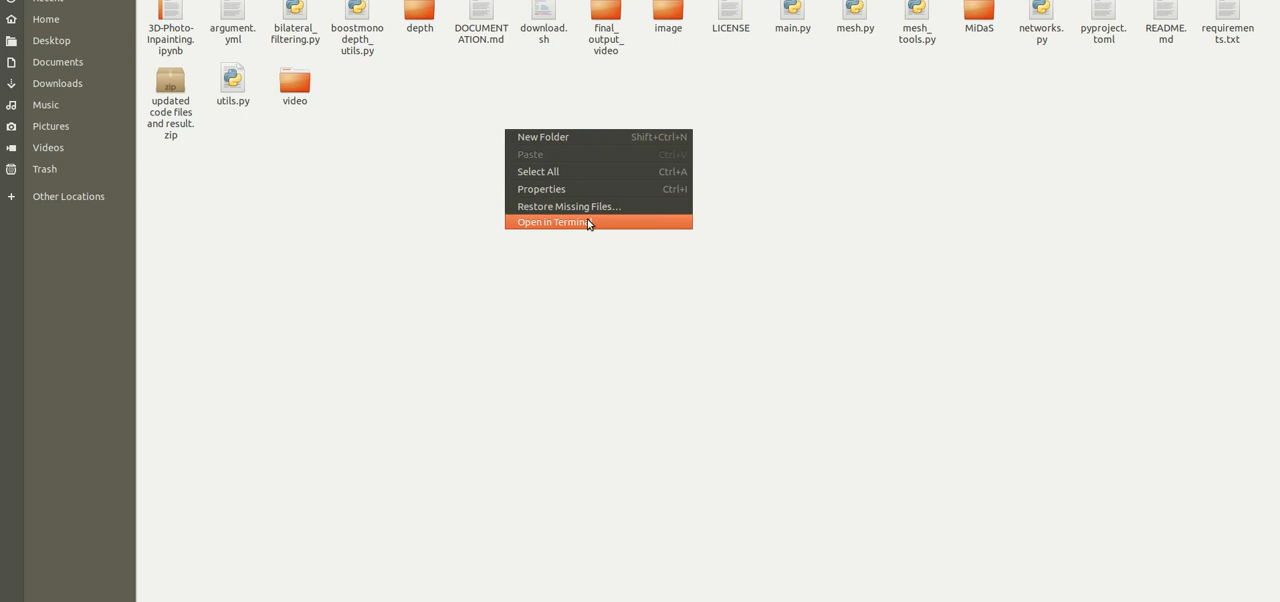 Recent
Home
Desktop
Documents
Downloads
Music
Pictures
Videos
Trash
+ Other Locations
3D-Photo-
Inpainting.
ipynb
argument.
yml
bilateral_
filtering.py
boostmono
depth_
utils.py
depth
DOCUMENT
ATION.md
download.
sh
final_
output_
video
image
LICENSE
main.py
mesh.py
mesh_
tools.py
MiDaS
networks.
py
pyproject.
toml
README.
md
requiremen
ts.txt
zip
updated
code files
and result.
zip
utils.py
video
New Folder Shift+Ctrl+N
Paste Ctrl+V
Select All Ctrl+A
Properties Ctrl+I
Restore Missing Files...
Open in Terminal